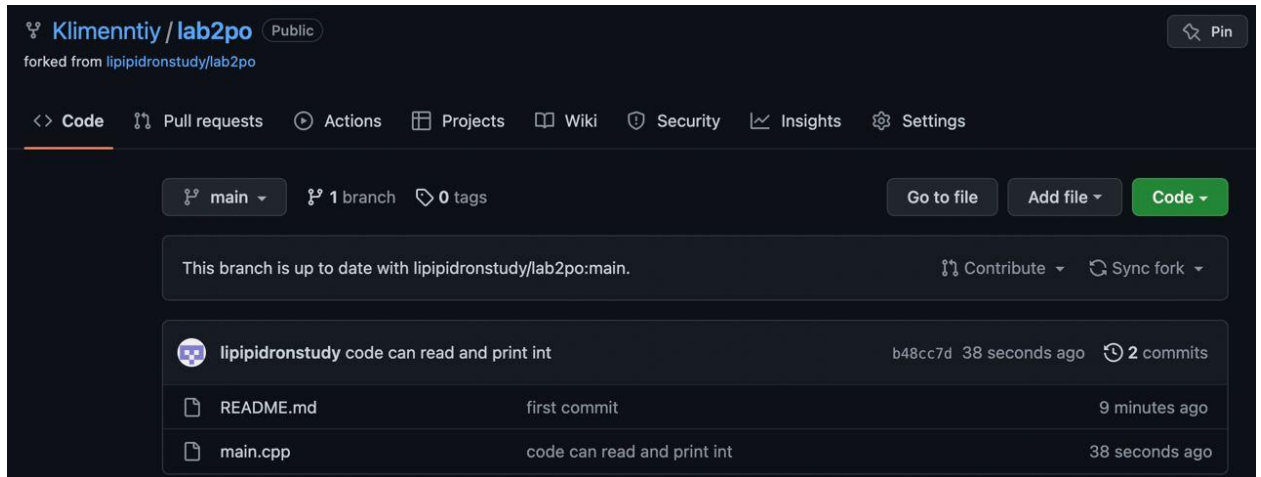 Klimenntiy / lab2po Public Pin
forked from lipipidronstudy/lab2po
<> Code Pull requests Actions Projects Wiki Security Insights Settings
main 1 branch 0 tags Go to file Add file Code
This branch is up to date with lipipidronstudy/lab2po:main. Contribute Sync fork
lipipidronstudy code can read and print int b48cc7d 38 seconds ago 2 commits
README.md first commit 9 minutes ago
main.cpp code can read and print int 38 seconds ago